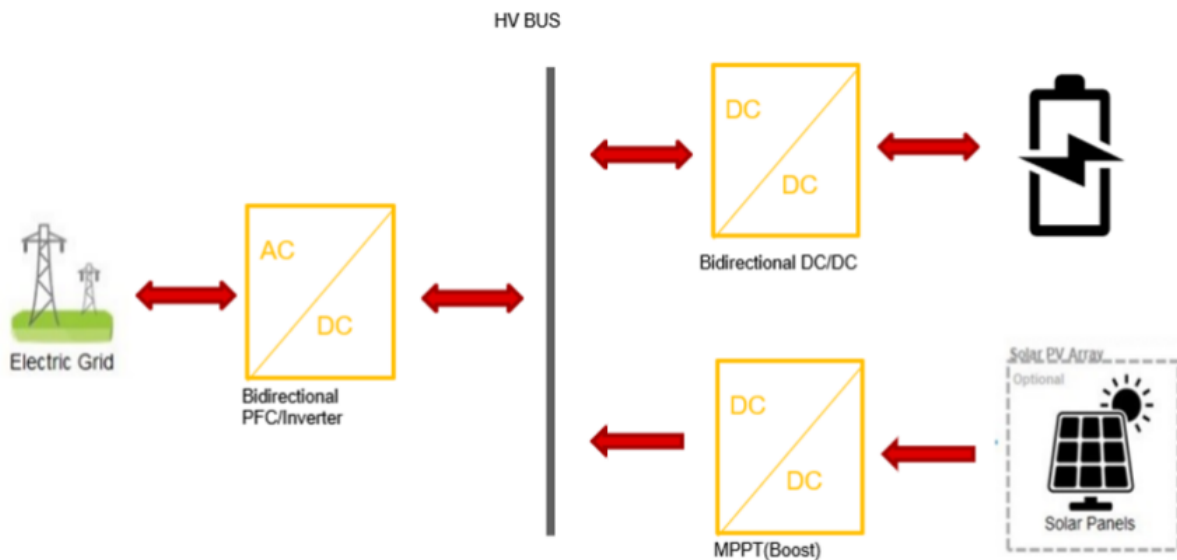 HV BUS
DC
DC
Bidirectional DC/DC
AC
DC
Electric Grid
Bidirectional
PFC/Inverter
Solar PV Array
Optional
DC
DC
Solar Panels
MPPT(Boost)